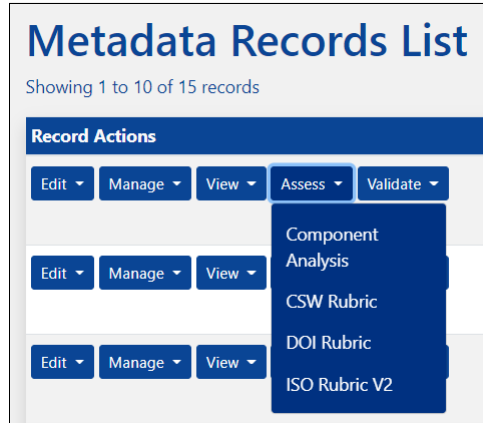 Metadata Records List
Showing 1 to 10 of 15 records
Record Actions
Edit Manage View Assess Validate
Component
Analysis
Edit Manage View
CSW Rubric
DOI Rubric
Edit Manage View
ISO Rubric V2